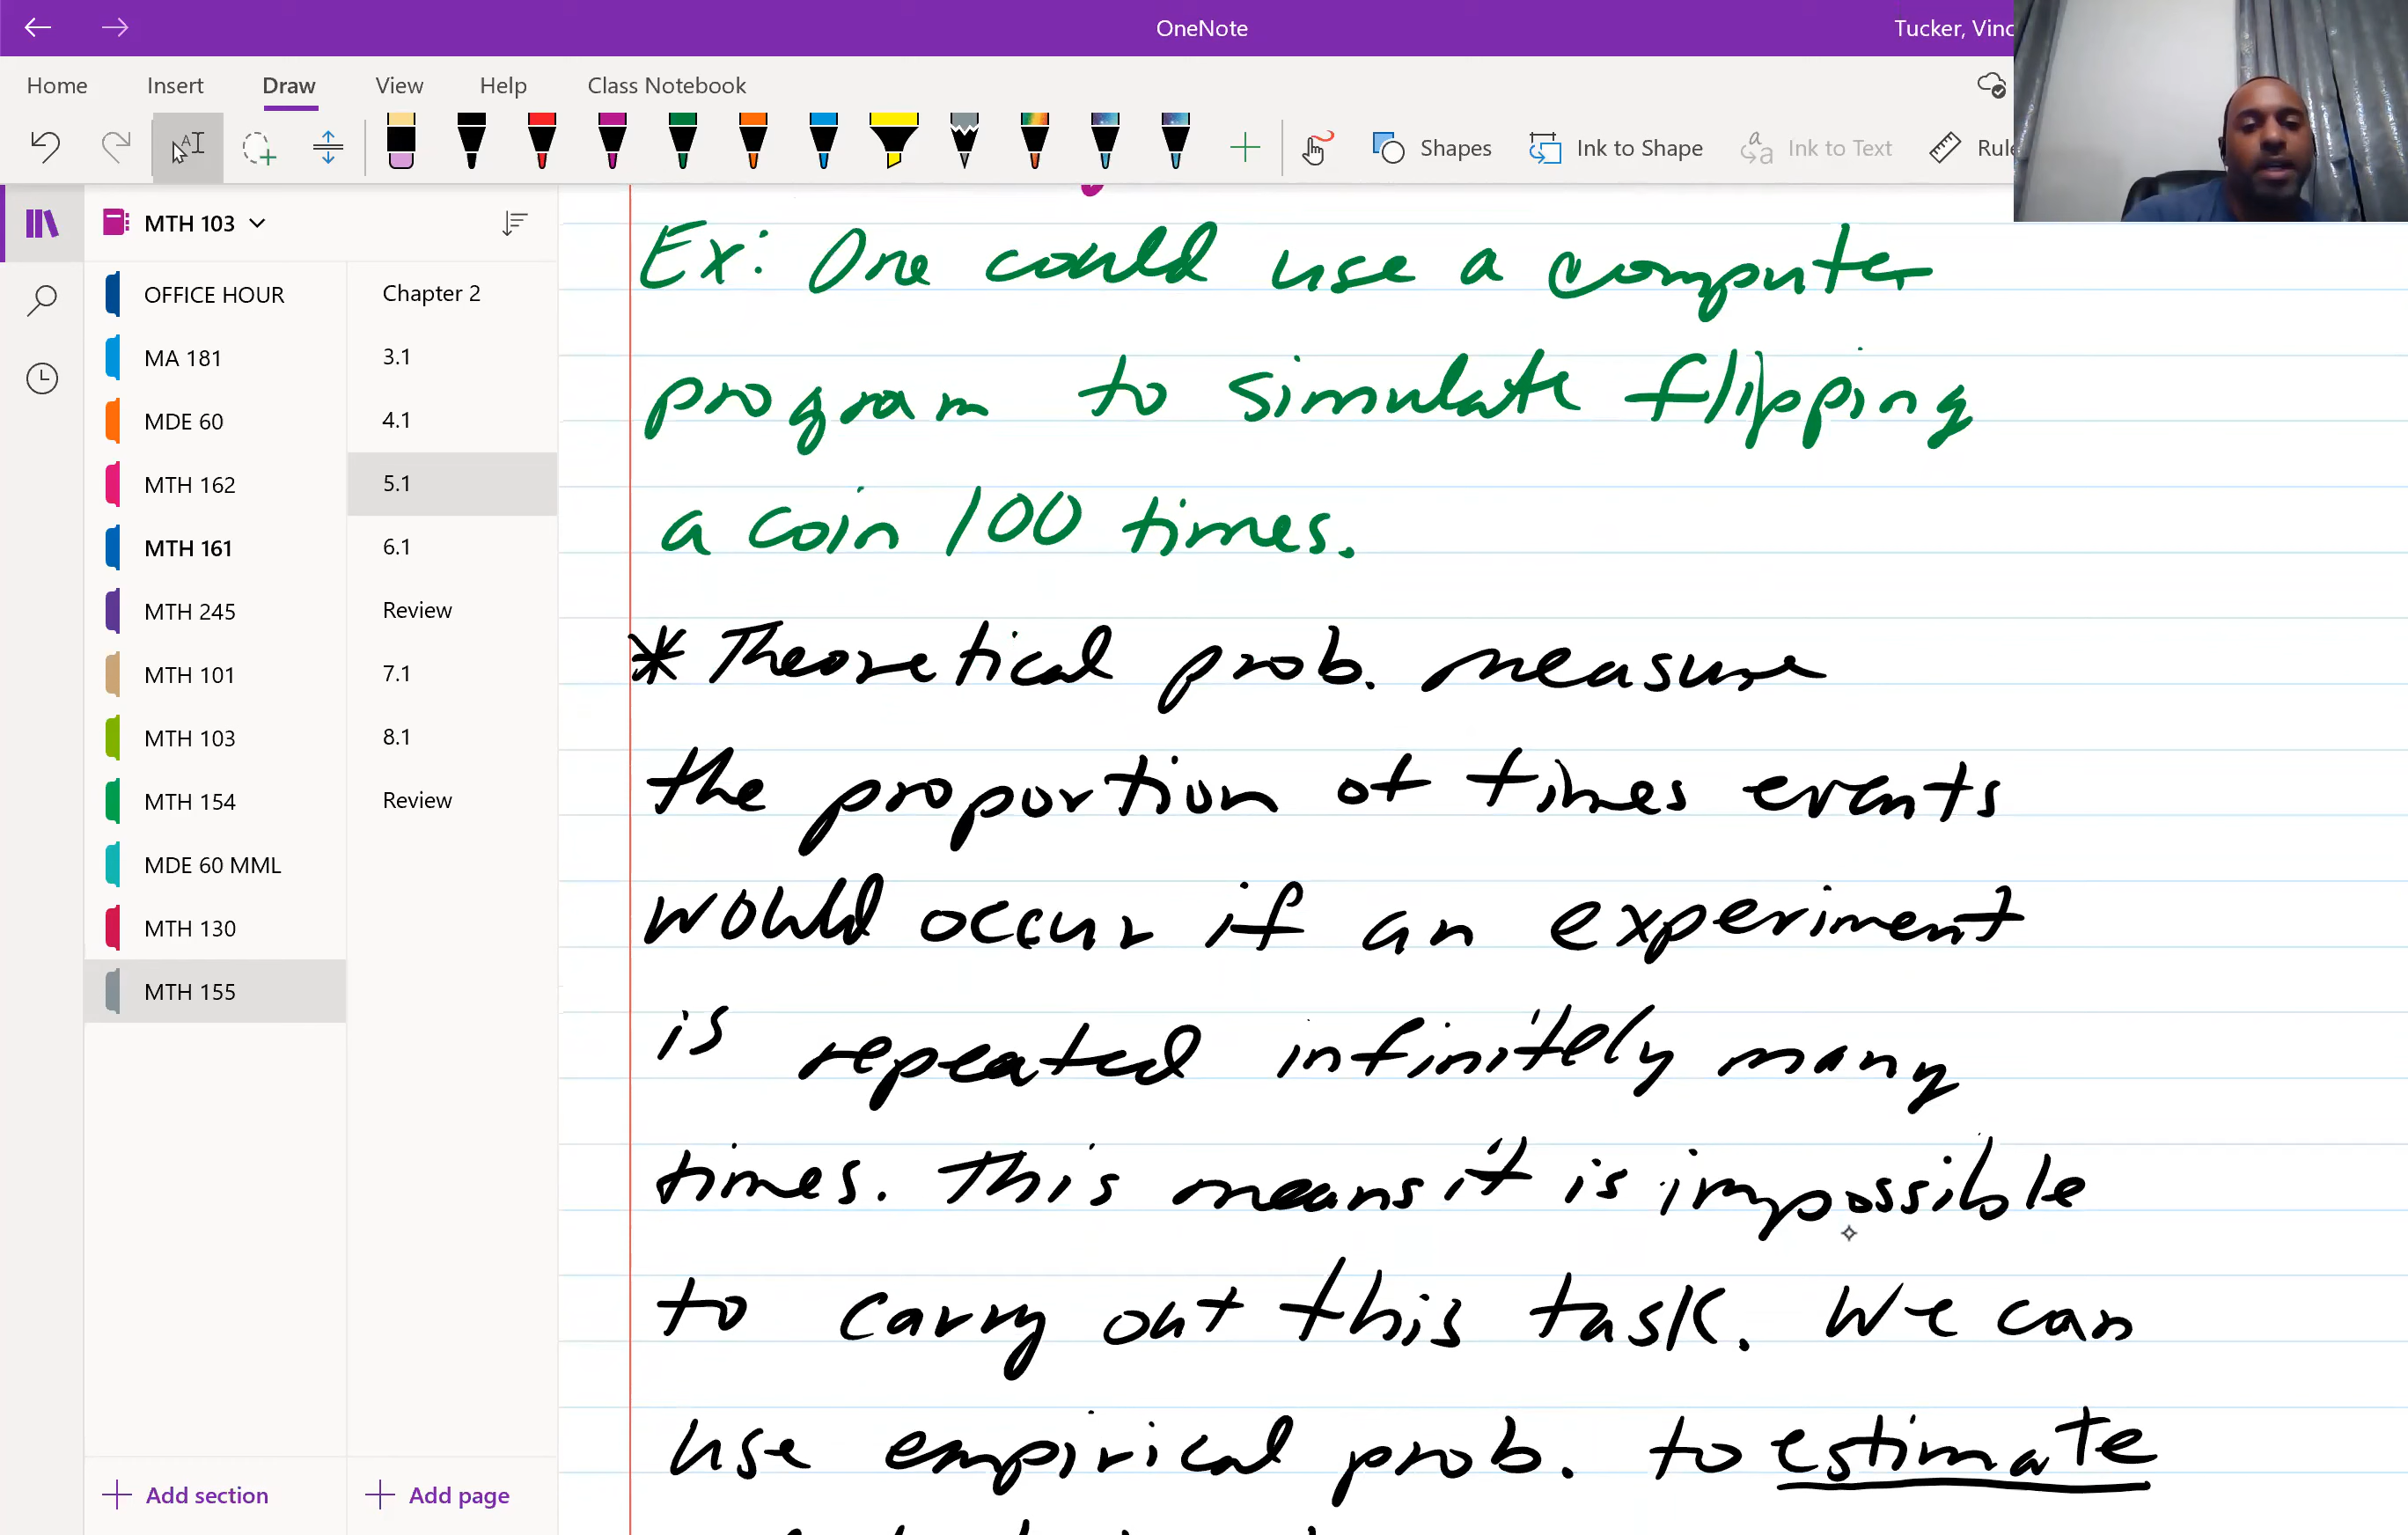 OneNote
Tucker, Vinc
Home Insert Draw View Help Class Notebook
Shapes Ink to Shape Ink to Text Rule
MTH 103
OFFICE HOUR
MA 181
MDE 60
MTH 162
MTH 161
MTH 245
MTH 101
MTH 103
MTH 154
MDE 60 MML
MTH 130
MTH 155
Add section
Chapter 2
3.1
4.1
5.1
6.1
Review
7.1
8.1
Review
Add page
Ex: One could use a computer
program to simulate flipping
a coin 100 times.
* Theoretical prob. measure
the proportion of times events
would occur if an experiment
is repeated infinitely many
times. This means it is impossible
to carry out this task. We can
use empirical prob. to estimate